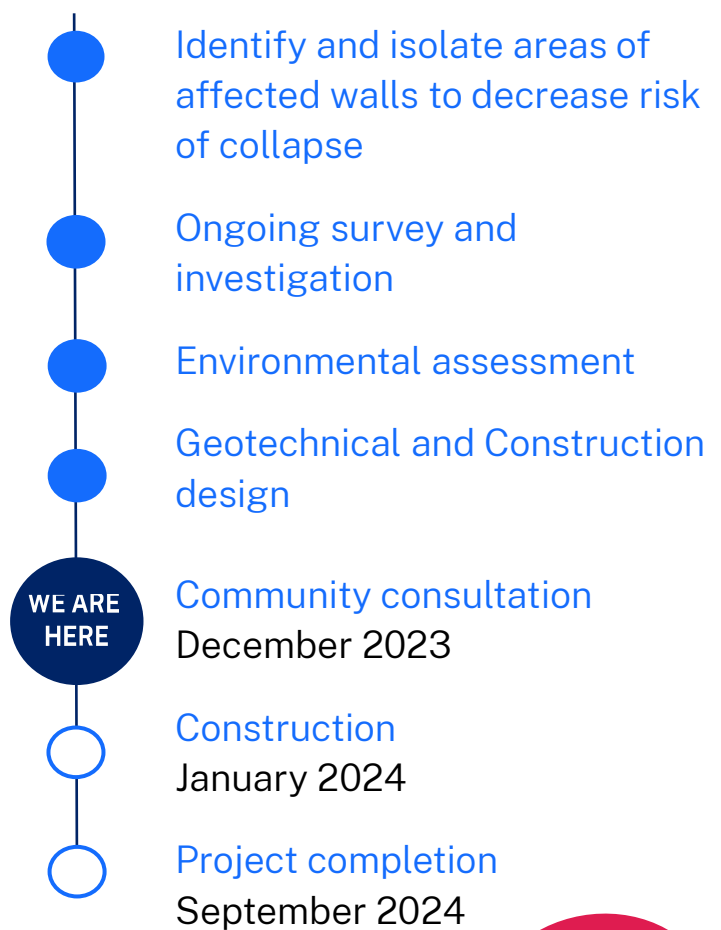 Identify and isolate areas of
affected walls to decrease risk
of collapse
Ongoing survey and
investigation
Environmental assessment
Geotechnical and Construction
design
WE ARE
HERE
Community consultation
December 2023
Construction
January 2024
Project completion
September 2024